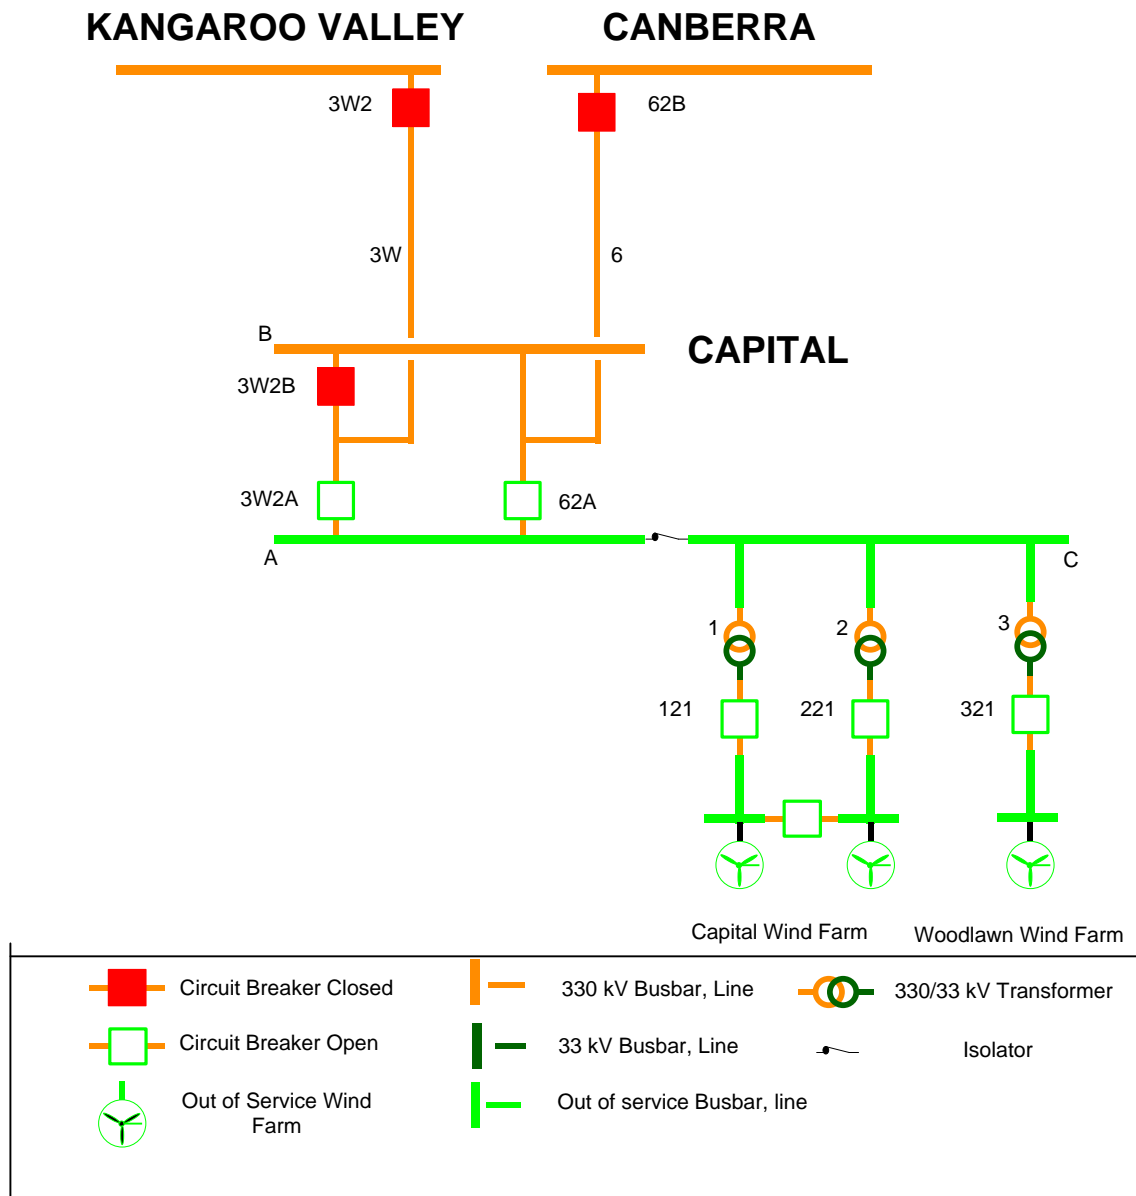 KANGAROO VALLEY
CANBERRA
3W2
62B
3W
6
B
CAPITAL
3W2B
3W2A
62A
A
C
1
2
3
121
221
321
Capital Wind Farm
Woodlawn Wind Farm
Circuit Breaker Closed
330 kV Busbar, Line
330/33 kV Transformer
Circuit Breaker Open
33 kV Busbar, Line
Isolator
Out of Service Wind
Farm
Out of service Busbar, line